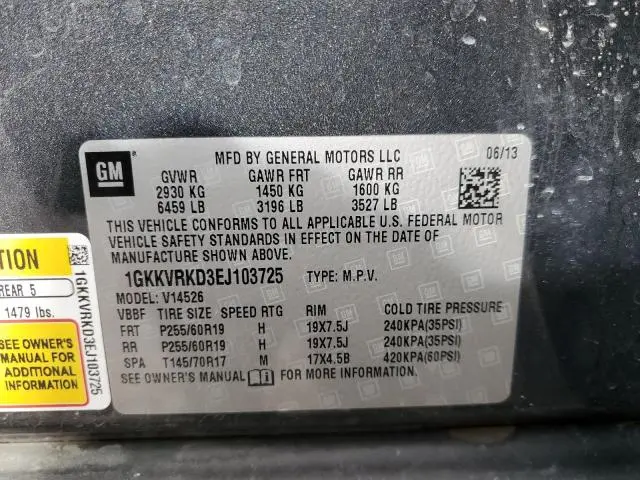 GM
MFD BY GENERAL MOTORS LLC 06/13
GVWR GAWR FRT GAWR RR
2930 KG 1450 KG 1600 KG
6459 LB 3196 LB 3527 LB
THIS VEHICLE CONFORMS TO ALL APPLICABLE U.S. FEDERAL MOTOR
VEHICLE SAFETY STANDARDS IN EFFECT ON THE DATE OF
MANUFACTURE SHOWN ABOVE.
1GKKVRKD3EJ103725 TYPE: M.P.V.
MODEL: V14526
VBBF TIRE SIZE SPEED RTG RIM COLD TIRE PRESSURE
FRT P255/60R19 H 19X7.5J 240KPA(35PSI)
RR P255/60R19 H 19X7.5J 240KPA(35PSI)
SPA T145/70R17 M 17X4.5B 420KPA(60PSI)
SEE OWNER'S MANUAL FOR MORE INFORMATION.
TION
REAR 5
1479 lbs.
SEE OWNER'S
MANUAL FOR
ADDITIONAL
INFORMATION
1GKKVRKD3EJ103725